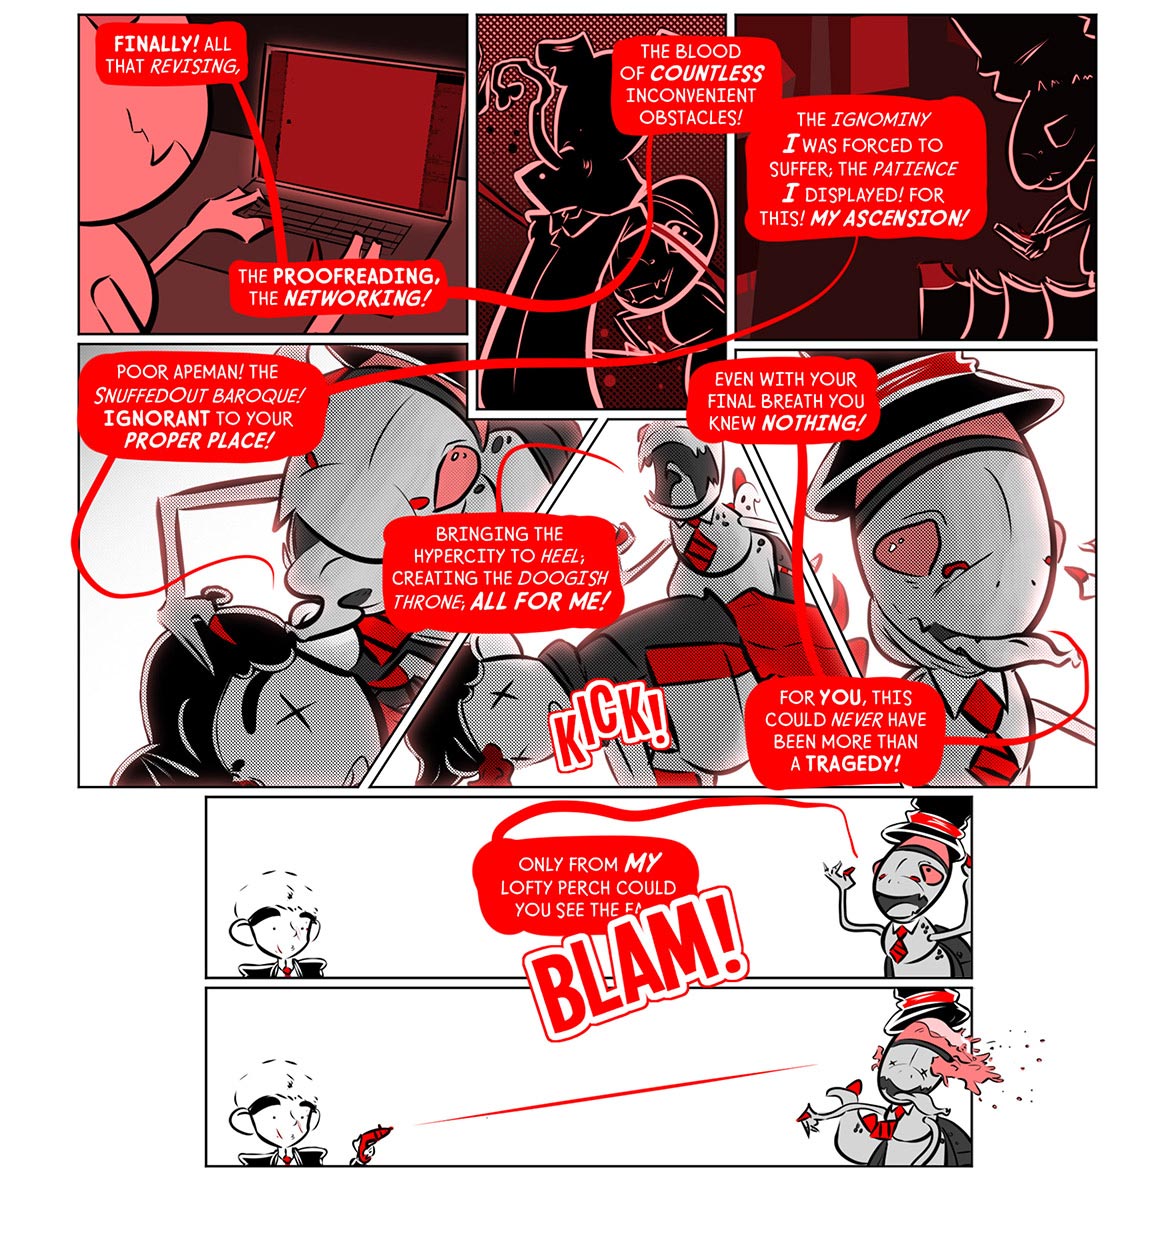 FINALLY! ALL
THAT REVISING,
THE PROOFREADING,
THE NETWORKING!
THE BLOOD
OF COUNTLESS
INCONVENIENT
OBSTACLES!
THE IGNOMINY
I WAS FORCED TO
SUFFER; THE PATIENCE
I DISPLAYED! FOR
THIS! MY ASCENSION!
POOR APEMAN! THE
SNUFFEDOUT BAROQUE!
IGNORANT TO YOUR
PROPER PLACE!
BRINGING THE
HYPERCITY TO HEEL;
CREATING THE DOOGISH
THRONE; ALL FOR ME!
KICK!
EVEN WITH YOUR
FINAL BREATH YOU
KNEW NOTHING!
FOR YOU, THIS
COULD NEVER HAVE
BEEN MORE THAN
A TRAGEDY!
ONLY FROM MY
LOFTY PERCH COULD
YOU SEE THE FA
BLAM!